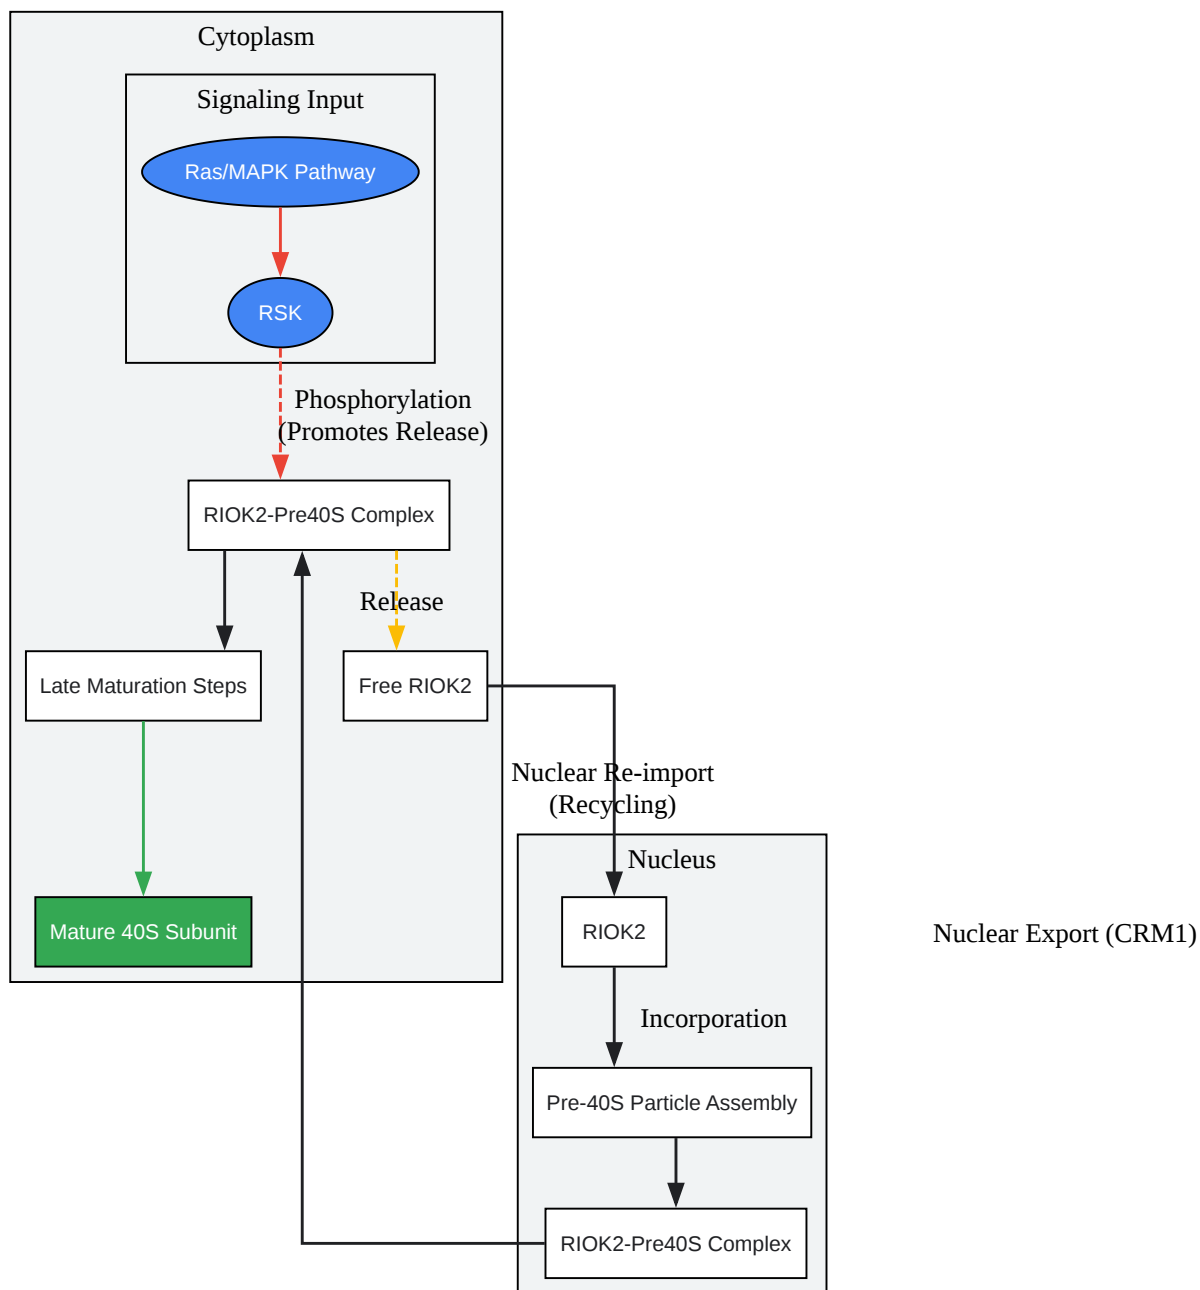 Cytoplasm
Signaling Input
Ras/MAPK Pathway
RSK
Phosphorylation
(Promotes Release)
RIOK2-Pre40S Complex
Release
Late Maturation Steps
Free RIOK2
Nuclear Re-import
(Recycling)
Nucleus
Mature 40S Subunit
RIOK2
Nuclear Export (CRM1)
Incorporation
Pre-40S Particle Assembly
RIOK2-Pre40S Complex